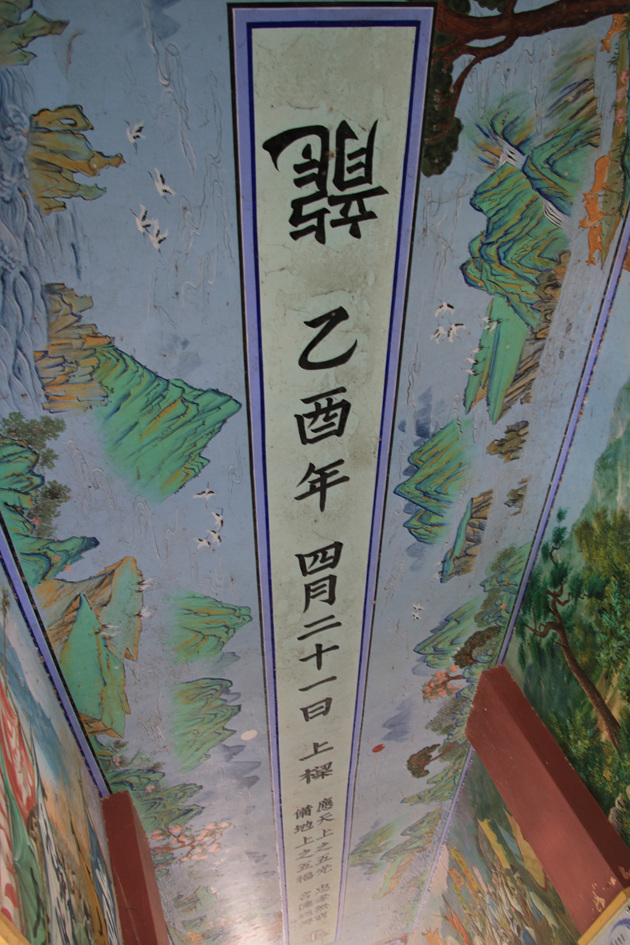 龍 乙酉年 四月二十一日 上樑
應天上之五光
備地上之五福